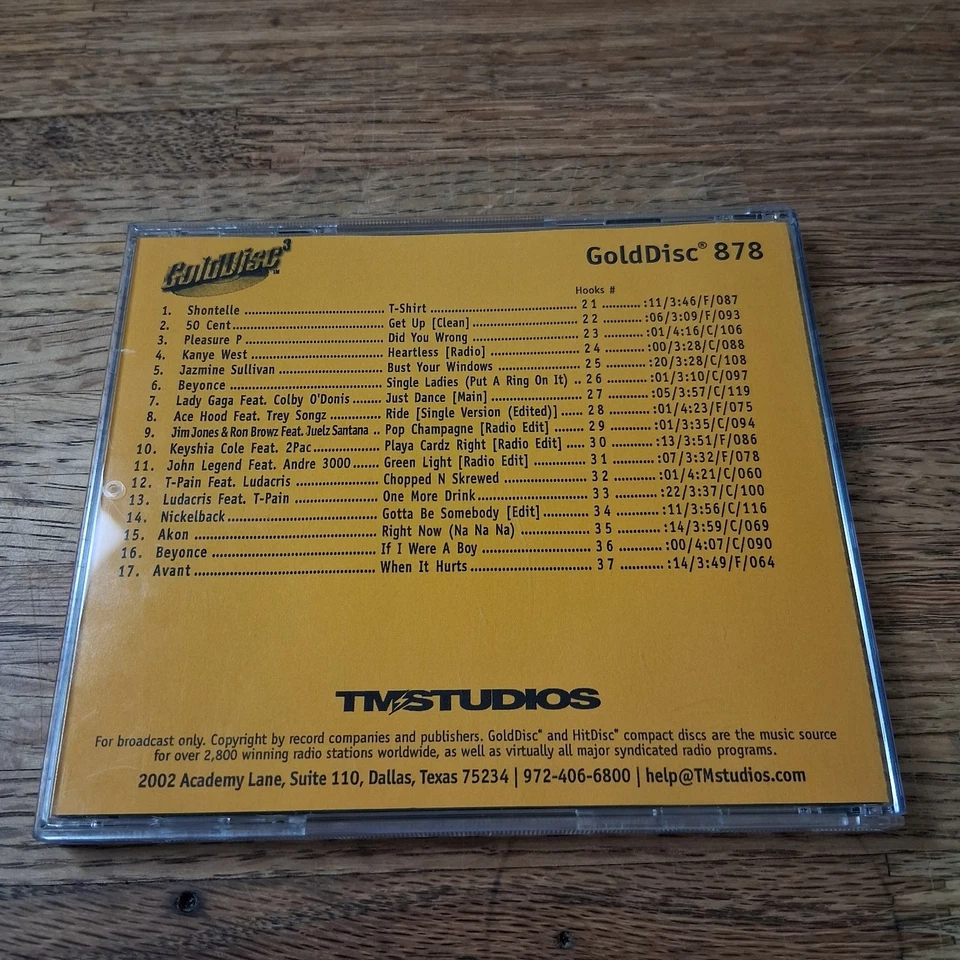 GoldDisc3™
GoldDisc® 878
Hooks #
1. Shontelle ........ T-Shirt ........ 21 ........ :11/3:46/F/087
2. 50 Cent ........ Get Up [Clean] ........ 22 ........ :06/3:09/F/093
3. Pleasure P ........ Did You Wrong ........ 23 ........ :01/4:16/C/106
4. Kanye West ........ Heartless [Radio] ........ 24 ........ :00/3:28/C/088
5. Jazmine Sullivan ........ Bust Your Windows ........ 25 ........ :20/3:28/C/108
6. Beyonce ........ Single Ladies (Put A Ring On It) .. 26 ........ :01/3:10/C/097
7. Lady Gaga Feat. Colby O'Donis ........ Just Dance [Main] ........ 27 ........ :05/3:57/C/119
8. Ace Hood Feat. Trey Songz ........ Ride [Single Version (Edited)] ..... 28 ........ :01/4:23/F/075
9. Jim Jones & Ron Browz Feat. Juelz Santana .. Pop Champagne [Radio Edit] ........ 29 ........ :01/3:35/C/094
10. Keyshia Cole Feat. 2Pac ........ Playa Cardz Right [Radio Edit] .... 30 ........ :13/3:51/F/086
11. John Legend Feat. Andre 3000 ...... Green Light [Radio Edit] ........ 31 ........ :07/3:32/F/078
12. T-Pain Feat. Ludacris ........ Chopped N Skrewed ........ 32 ........ :01/4:21/C/060
13. Ludacris Feat. T-Pain ........ One More Drink ........ 33 ........ :22/3:37/C/100
14. Nickelback ........ Gotta Be Somebody [Edit] ........ 34 ........ :11/3:56/C/116
15. Akon ........ Right Now (Na Na Na) ........ 35 ........ :14/3:59/C/069
16. Beyonce ........ If I Were A Boy ........ 36 ........ :00/4:07/C/090
17. Avant ........ When It Hurts ........ 37 ........ :14/3:49/F/064
TMSTUDIOS
For broadcast only. Copyright by record companies and publishers. GoldDisc® and HitDisc® compact discs are the music source
for over 2,800 winning radio stations worldwide, as well as virtually all major syndicated radio programs.
2002 Academy Lane, Suite 110, Dallas, Texas 75234 | 972-406-6800 | help@TMstudios.com